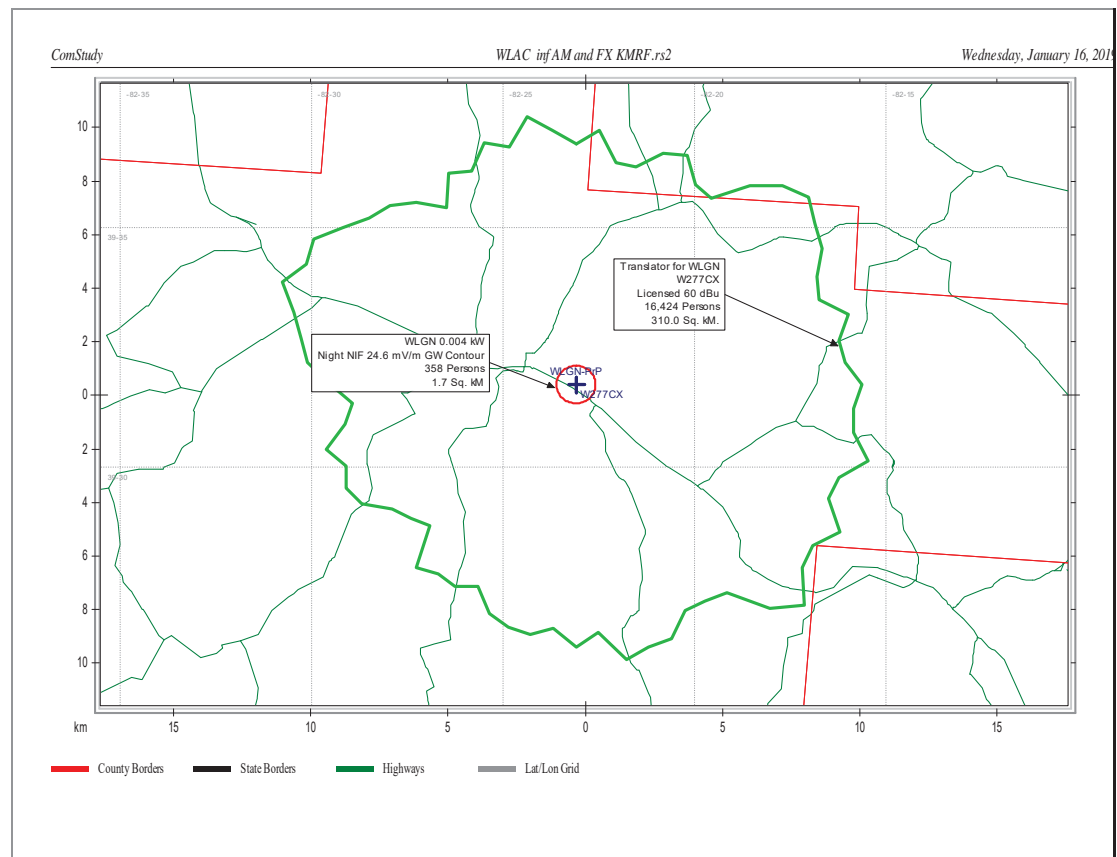 ComStudy
WLAC inf AM and FX KMRF.rs2
Wednesday, January 16, 2019
-82-35
-82-30
-82-25
-82-20
-82-15
10
8
6
4
2
0
2
4
6
8
10
39-35
39-30
Translator for WLGN
W277CX
Licensed 60 dBu
16,424 Persons
310.0 Sq. kM.
WLGN 0.004 kW
Night NIF 24.6 mV/m GW Contour
358 Persons
1.7 Sq. kM
WLGN-PrP
W277CX
km
15
10
5
0
5
10
15
County Borders
State Borders
Highways
Lat/Lon Grid